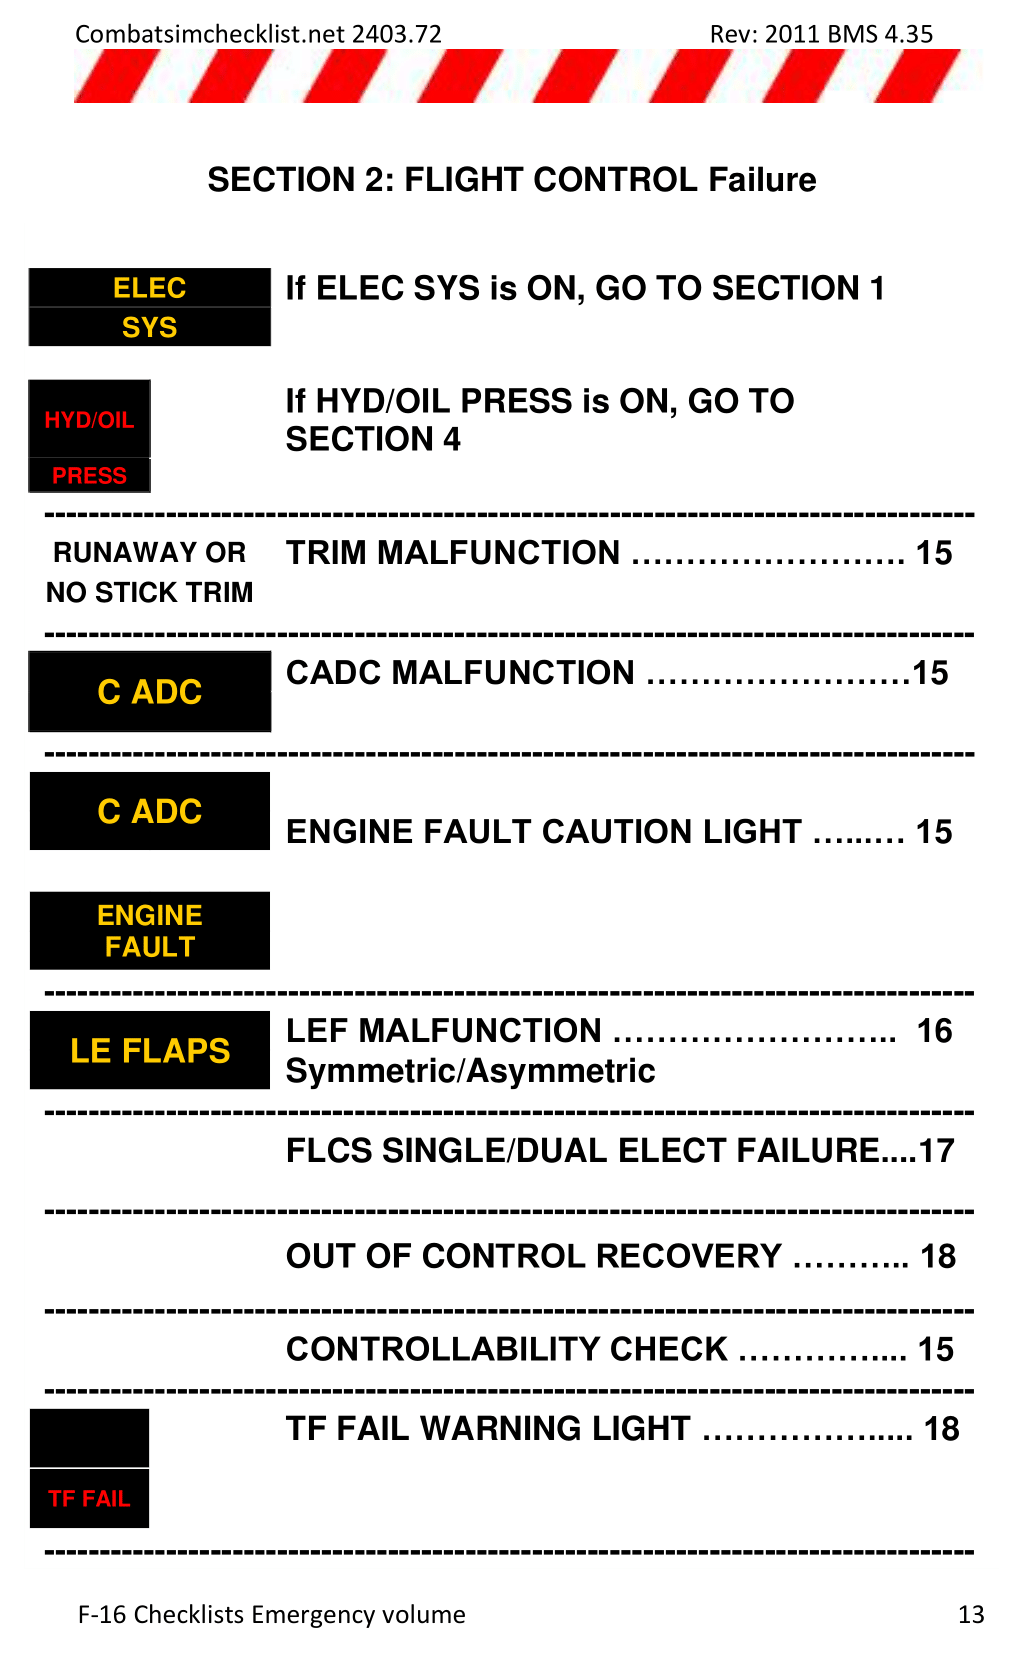 Combatsimchecklist.net 2403.72 Rev: 2011 BMS 4.35
SECTION 2: FLIGHT CONTROL Failure
ELEC
SYS
If ELEC SYS is ON, GO TO SECTION 1
HYD/OIL
PRESS
If HYD/OIL PRESS is ON, GO TO
SECTION 4
RUNAWAY OR
NO STICK TRIM
TRIM MALFUNCTION ……………………. 15
C ADC
CADC MALFUNCTION ……………………15
C ADC
ENGINE FAULT CAUTION LIGHT …..…. 15
ENGINE
FAULT
LE FLAPS
LEF MALFUNCTION …………………….. 16
Symmetric/Asymmetric
FLCS SINGLE/DUAL ELECT FAILURE....17
OUT OF CONTROL RECOVERY ……….. 18
CONTROLLABILITY CHECK ………….... 15
TF FAIL WARNING LIGHT ……………..... 18
TF FAIL
F-16 Checklists Emergency volume 13